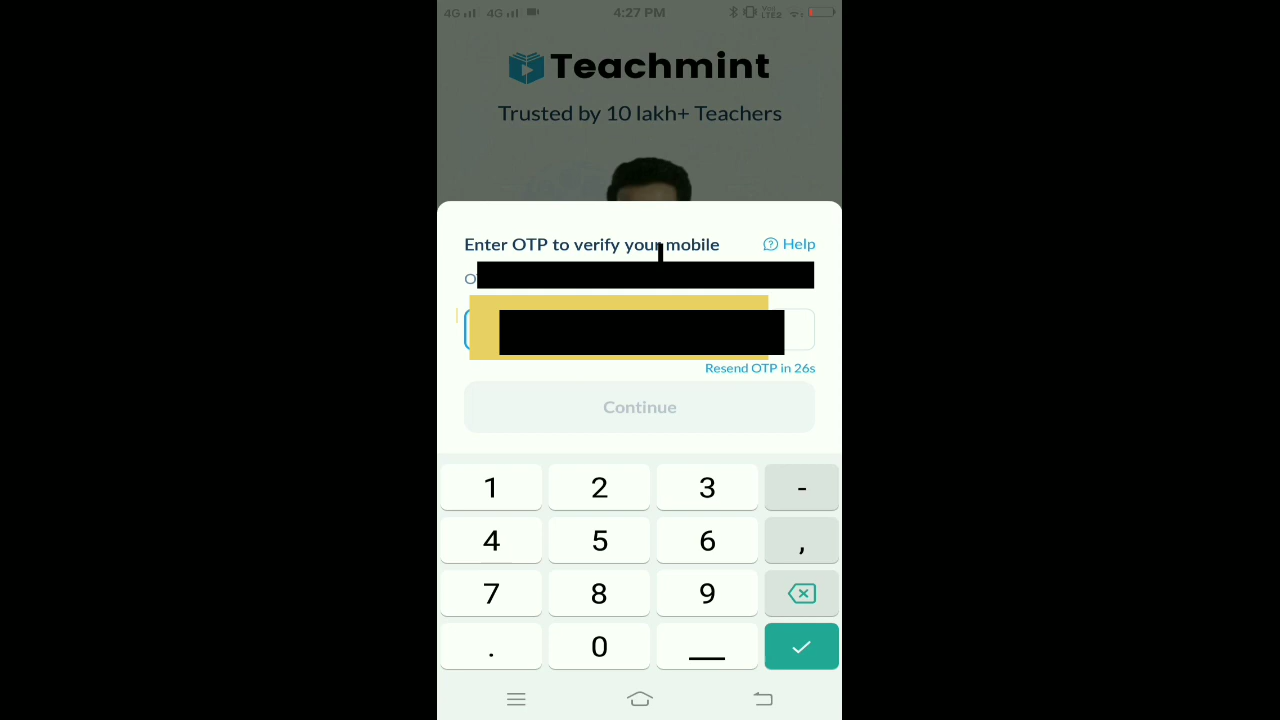 4G 4G 4:27 PM LTE2
Teachmint
Trusted by 10 lakh+ Teachers
Enter OTP to verify your mobile Help
Resend OTP in 26s
Continue
1 2 3 -
4 5 6 ,
7 8 9
. 0